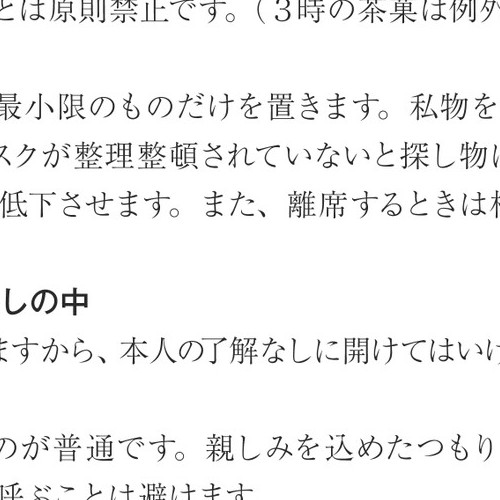 とは原則禁止です。（３時の茶菓は例外
最小限のものだけを置きます。私物を
スクが整理整頓されていないと探し物に
低下させます。また、離席するときは
しの中
ますから、本人の了解なしに開けてはいけ
のが普通です。親しみを込めたつもり
呼ぶことは避けます